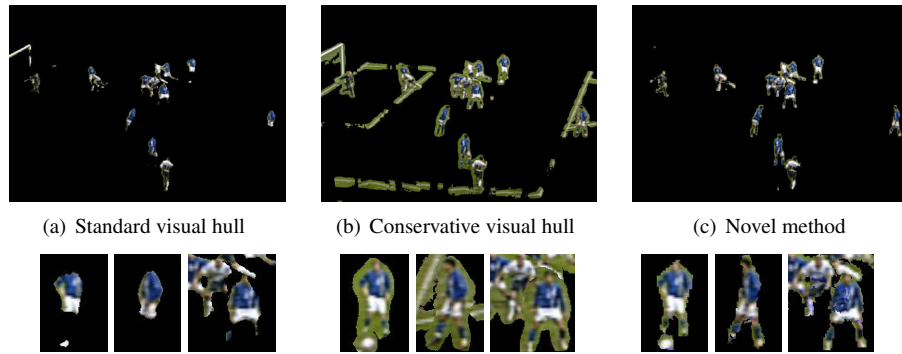 (a) Standard visual hull
(b) Conservative visual hull
(c) Novel method